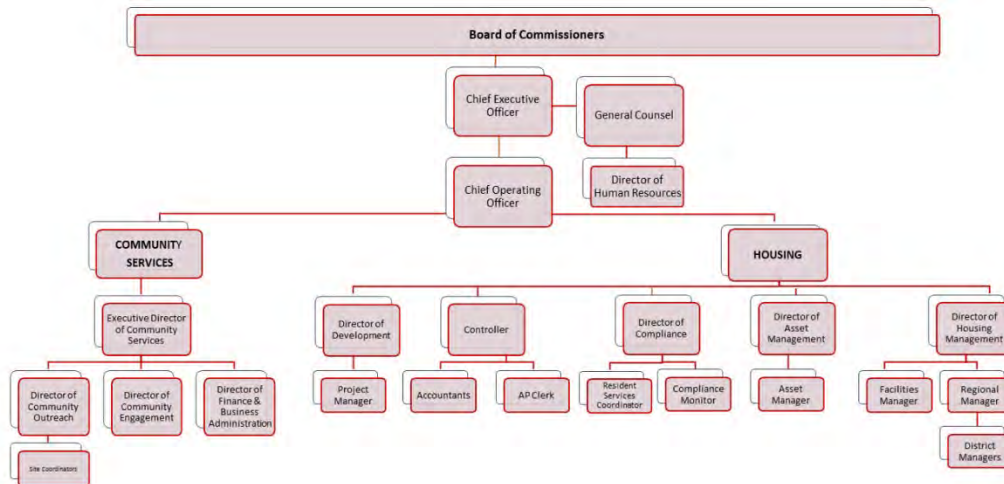 Board of Commissioners
Chief Executive
Officer
General Counsel
Director of
Human Resources
Chief Operating
Officer
COMMUNITY
SERVICES
HOUSING
Executive Director
of Community
Services
Director of
Development
Controller
Director of
Compliance
Director of
Asset
Management
Director of
Housing
Management
Director of
Community
Outreach
Director of
Community
Engagement
Director of
Finance &
Business
Administration
Project
Manager
Accountants
AP Clerk
Resident
Services
Coordinator
Compliance
Monitor
Asset
Manager
Facilities
Manager
Regional
Manager
Site Coordinators
District
Managers